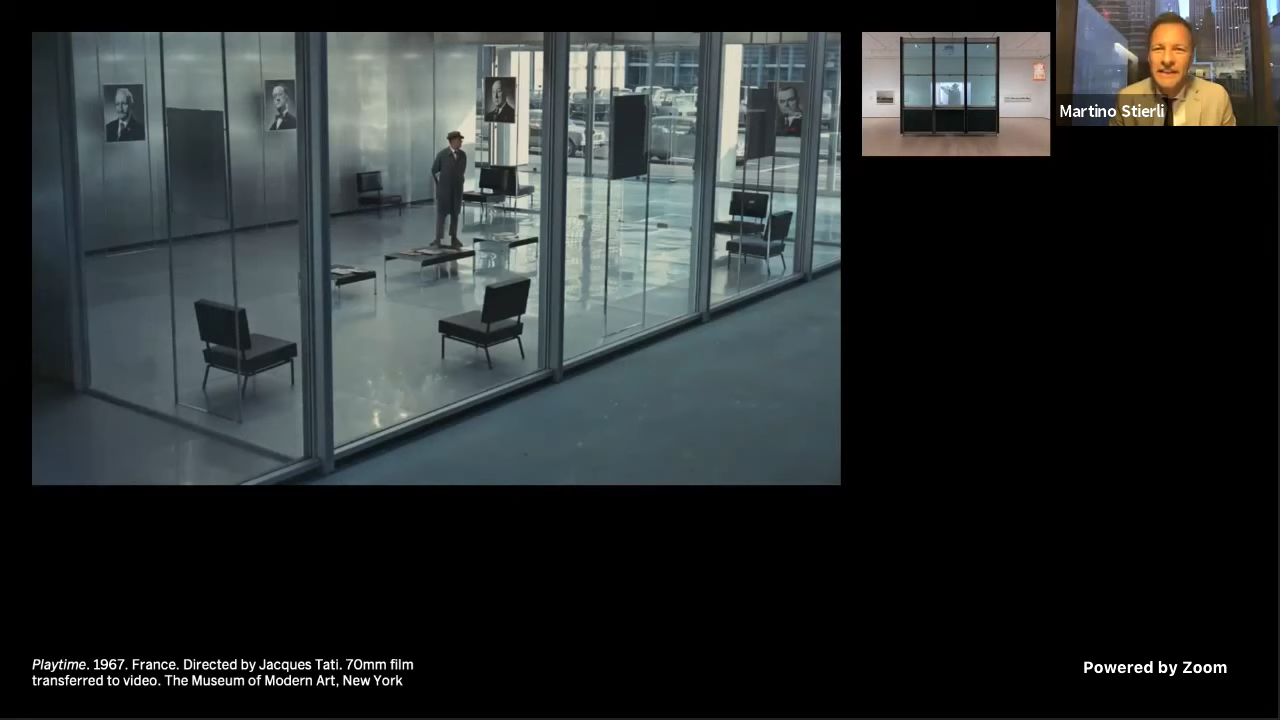 Martino Stierli
Playtime. 1967. France. Directed by Jacques Tati. 70mm film
transferred to video. The Museum of Modern Art, New York
Powered by Zoom